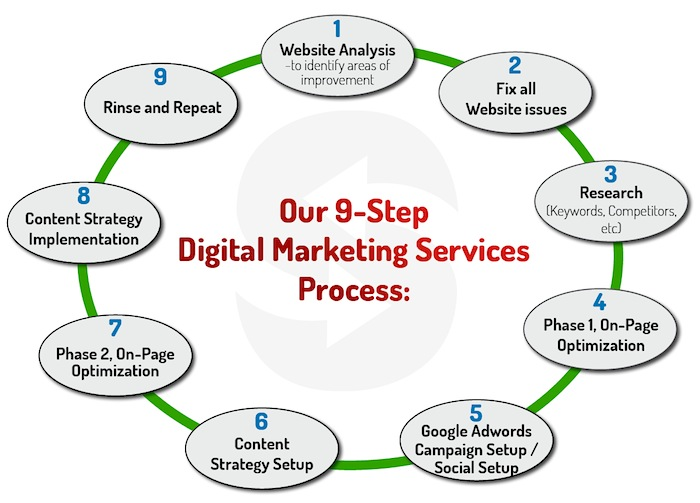 Our 9-Step
Digital Marketing Services
Process:
1
Website Analysis
-to identify areas of
improvement
2
Fix all
Website issues
3
Research
(Keywords, Competitors,
etc)
4
Phase 1, On-Page
Optimization
5
Google Adwords
Campaign Setup /
Social Setup
6
Content
Strategy Setup
7
Phase 2, On-Page
Optimization
8
Content Strategy
Implementation
9
Rinse and Repeat